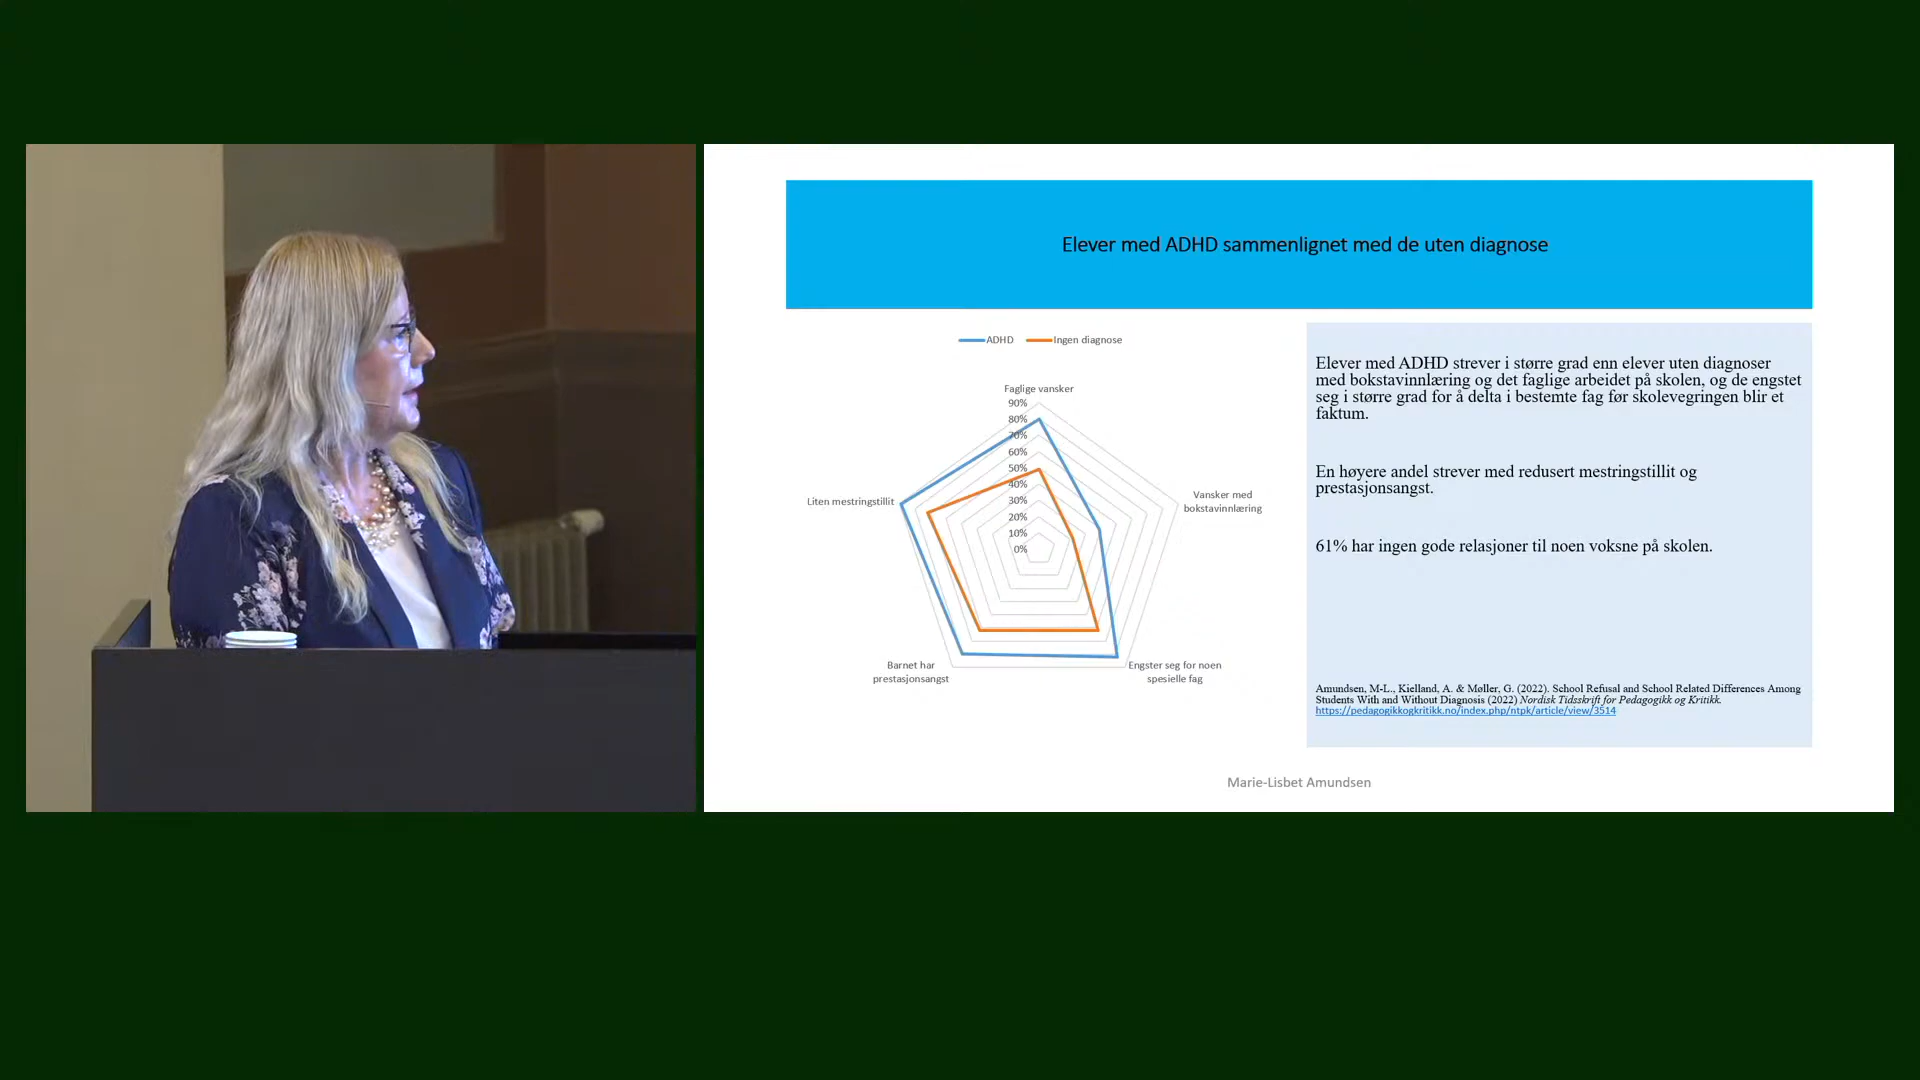 Elever med ADHD sammenlignet med de uten diagnose
ADHD
Ingen diagnose
Faglige vansker
90%
80%
70%
60%
50%
40%
30%
20%
10%
0%
Vansker med
bokstavinnlæring
Engster seg for noen
spesielle fag
Barnet har
prestasjonsangst
Liten mestringstillit
Elever med ADHD strever i større grad enn elever uten diagnoser
med bokstavinnlæring og det faglige arbeidet på skolen, og de engstet
seg i større grad for å delta i bestemte fag før skolevegringen blir et
faktum.
En høyere andel strever med redusert mestringstillit og
prestasjonsangst.
61% har ingen gode relasjoner til noen voksne på skolen.
Amundsen, M-L., Kielland, A. & Møller, G. (2022). School Refusal and School Related Differences Among
Students With and Without Diagnosis (2022) Nordisk Tidsskrift for Pedagogikk og Kritikk.
https://pedagogikkogkritikk.no/index.php/ntpk/article/view/3514
Marie-Lisbet Amundsen